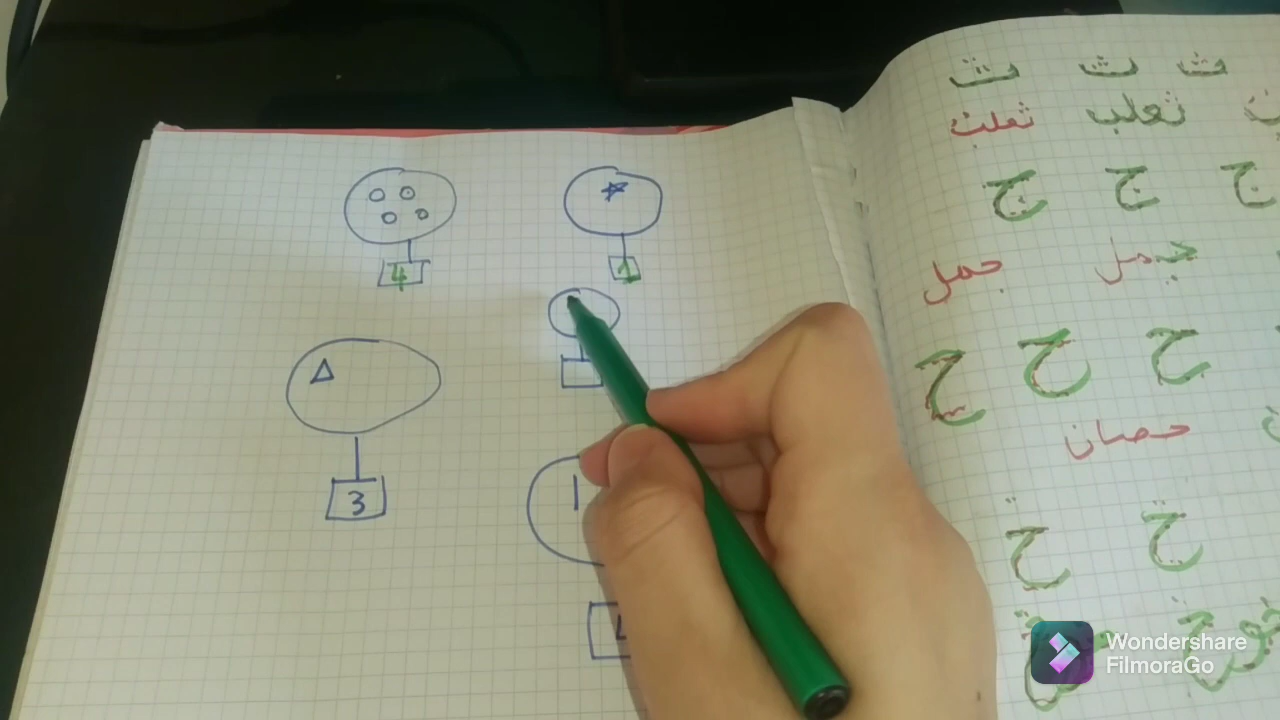 4
1
3
ث ث ث
ثعلب ثعلب
ج ج ج
جمل جمل
ح ح ح
حصان
خ خ
Wondershare
FilmoraGo